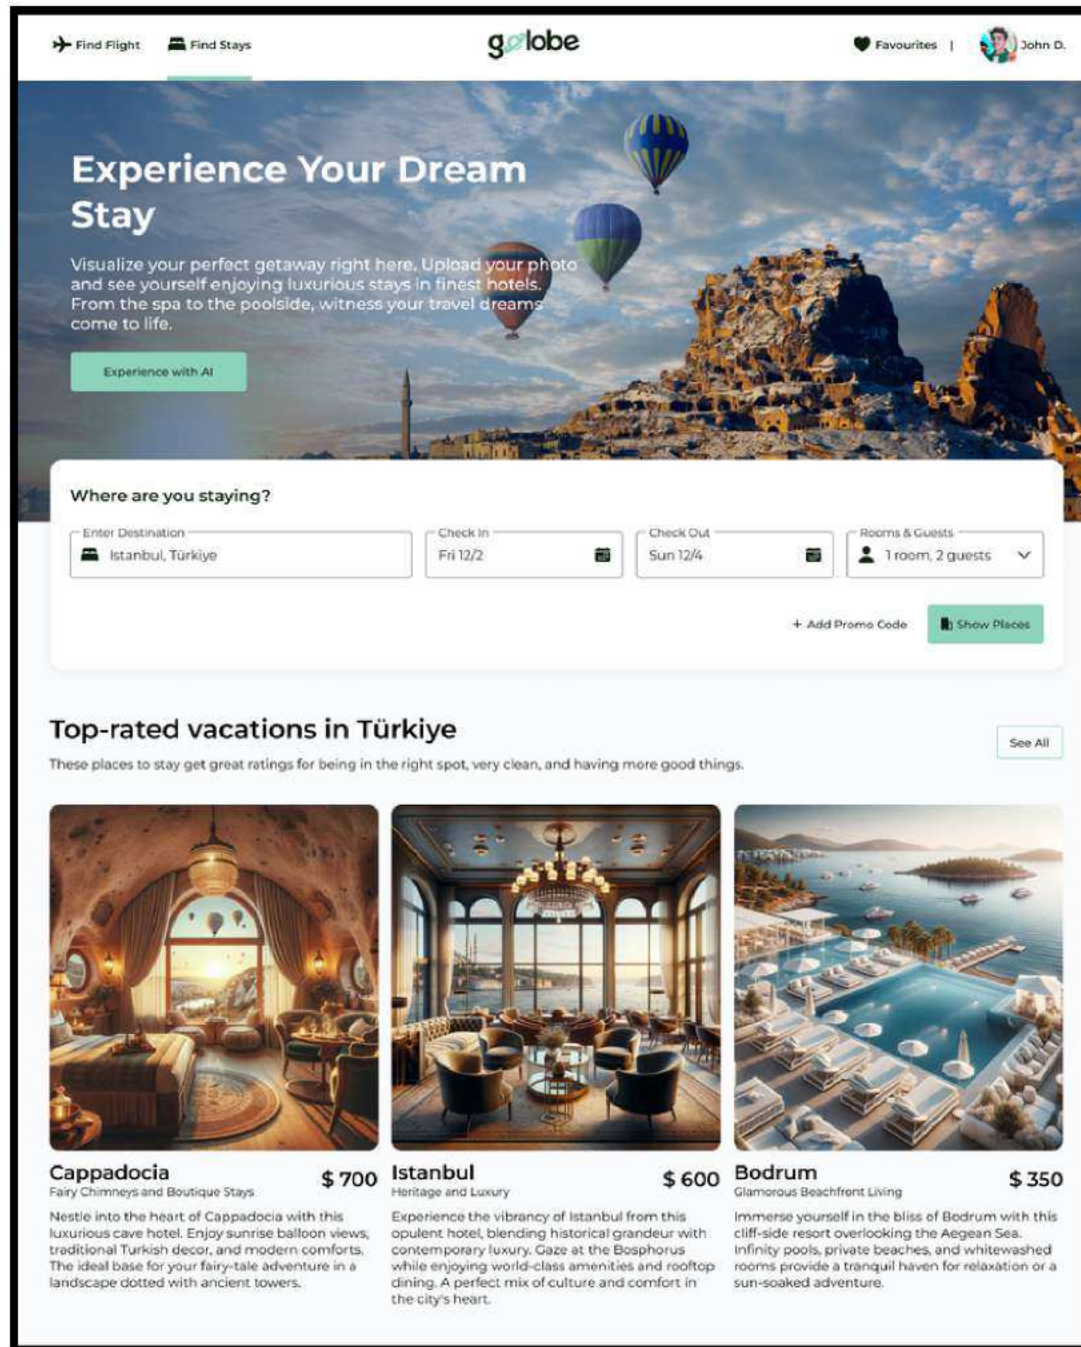 Find Flight
Find Stays
golobe
Favourites |
John D.
Experience Your Dream
Stay
Visualize your perfect getaway right here. Upload your photo
and see yourself enjoying luxurious stays in finest hotels.
From the spa to the poolside, witness your travel dreams
come to life.
Experience with AI
Where are you staying?
Enter Destination
Istanbul, Türkiye
Check In
Fri 12/2
Check Out
Sun 12/4
Rooms & Guests
1 room, 2 guests
+ Add Promo Code
Show Places
Top-rated vacations in Türkiye
See All
These places to stay get great ratings for being in the right spot, very clean, and having more good things.
Cappadocia
$ 700
Fairy Chimneys and Boutique Stays
Nestle into the heart of Cappadocia with this
luxurious cave hotel. Enjoy sunrise balloon views,
traditional Turkish decor, and modern comforts.
The ideal base for your fairy-tale adventure in a
landscape dotted with ancient towers.
Istanbul
$ 600
Heritage and Luxury
Experience the vibrancy of Istanbul from this
opulent hotel, blending historical grandeur with
contemporary luxury. Gaze at the Bosphorus
while enjoying world-class amenities and rooftop
dining. A perfect mix of culture and comfort in
the city's heart.
Bodrum
$ 350
Glamorous Beachfront Living
Immerse yourself in the bliss of Bodrum with this
cliff-side resort overlooking the Aegean Sea.
Infinity pools, private beaches, and whitewashed
rooms provide a tranquil haven for relaxation or a
sun-soaked adventure.